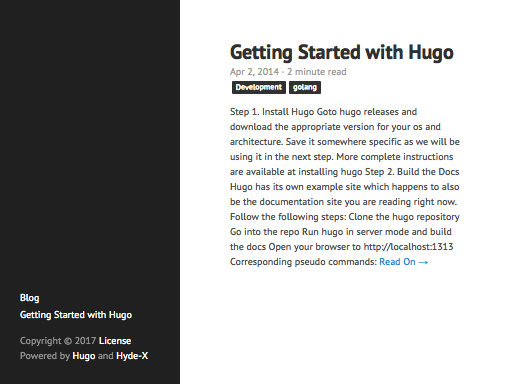 Getting Started with Hugo
Apr 2, 2014 - 2 minute read
Development golang
Step 1. Install Hugo Goto hugo releases and
download the appropriate version for your os and
architecture. Save it somewhere specific as we will be
using it in the next step. More complete instructions
are available at installing hugo Step 2. Build the Docs
Hugo has its own example site which happens to also
be the documentation site you are reading right now.
Follow the following steps: Clone the hugo repository
Go into the repo Run hugo in server mode and build
the docs Open your browser to http://localhost:1313
Corresponding pseudo commands: Read On →
Blog
Getting Started with Hugo
Copyright © 2017 License
Powered by Hugo and Hyde-X